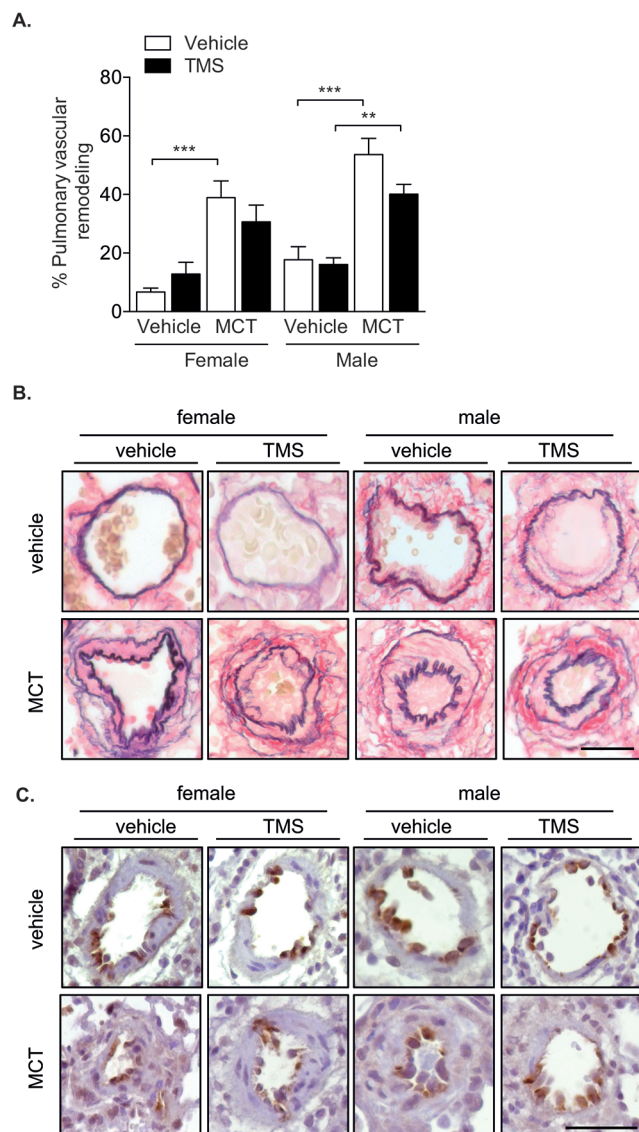 A.
Vehicle
TMS
% Pulmonary vascular
remodeling
80
60
40
20
0
***
***
**
Vehicle MCT Vehicle MCT
Female Male
B.
female male
vehicle TMS vehicle TMS
vehicle
MCT
C.
female male
vehicle TMS vehicle TMS
vehicle
MCT